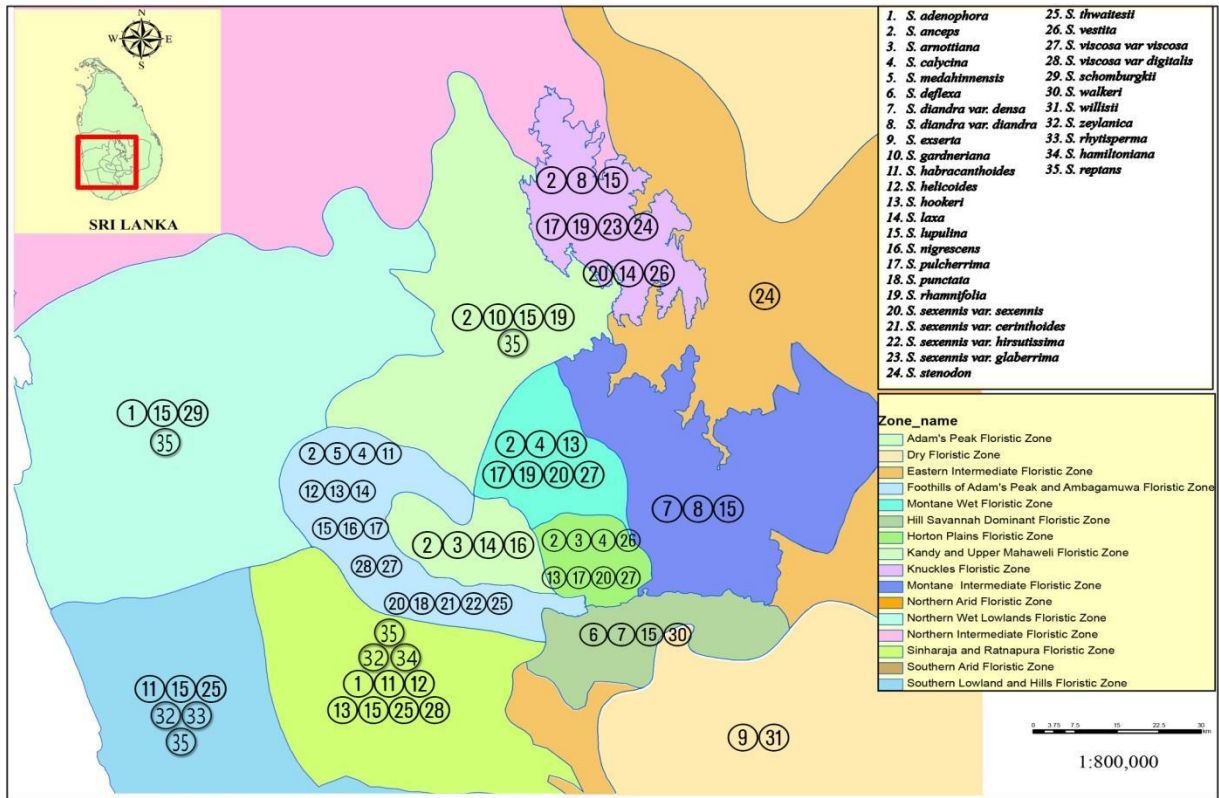 N
W E
S
SRI LANKA
1. S. adenophora
2. S. anceps
3. S. arnottiana
4. S. calycina
5. S. medahinnensis
6. S. deflexa
7. S. diandra var. densa
8. S. diandra var. diandra
9. S. exserta
10. S. gardneriana
11. S. habracanthoides
12. S. helicoides
13. S. hookeri
14. S. laxa
15. S. lupulina
16. S. nigrescens
17. S. pulcherrima
18. S. punctata
19. S. rhamnifolia
20. S. sexennis var. sexennis
21. S. sexennis var. cerinthoides
22. S. sexennis var. hirsutissima
23. S. sexennis var. glaberrima
24. S. stenodon
25. S. thwaitesii
26. S. vestita
27. S. viscosa var viscosa
28. S. viscosa var digitalis
29. S. schomburgkii
30. S. walkeri
31. S. willisii
32. S. zeylanica
33. S. rhytisperma
34. S. hamiltoniana
35. S. reptans
2 8 15
17 19 23 24
20 14 26
24
2 10 15 19
35
1 15 29
35
2 5 4 11
12 13 14
15 16 17
28 27
20 18 21 22 25
2 4 13
17 19 20 27
2 3 14 16
2 3 4 26
13 17 20 27
7 8 15
6 7 15 30
35
32 34
1 11 12
13 15 25 28
11 15 25
32 33
35
9 31
Zone_name
Adam's Peak Floristic Zone
Dry Floristic Zone
Eastern Intermediate Floristic Zone
Foothills of Adam's Peak and Ambagamuwa Floristic Zone
Montane Wet Floristic Zone
Hill Savannah Dominant Floristic Zone
Horton Plains Floristic Zone
Kandy and Upper Mahaweli Floristic Zone
Knuckles Floristic Zone
Montane Intermediate Floristic Zone
Northern Arid Floristic Zone
Northern Wet Lowlands Floristic Zone
Northern Intermediate Floristic Zone
Sinharaja and Ratnapura Floristic Zone
Southern Arid Floristic Zone
Southern Lowland and Hills Floristic Zone
0 3.75 7.5 15 22.5 30
km
1:800,000